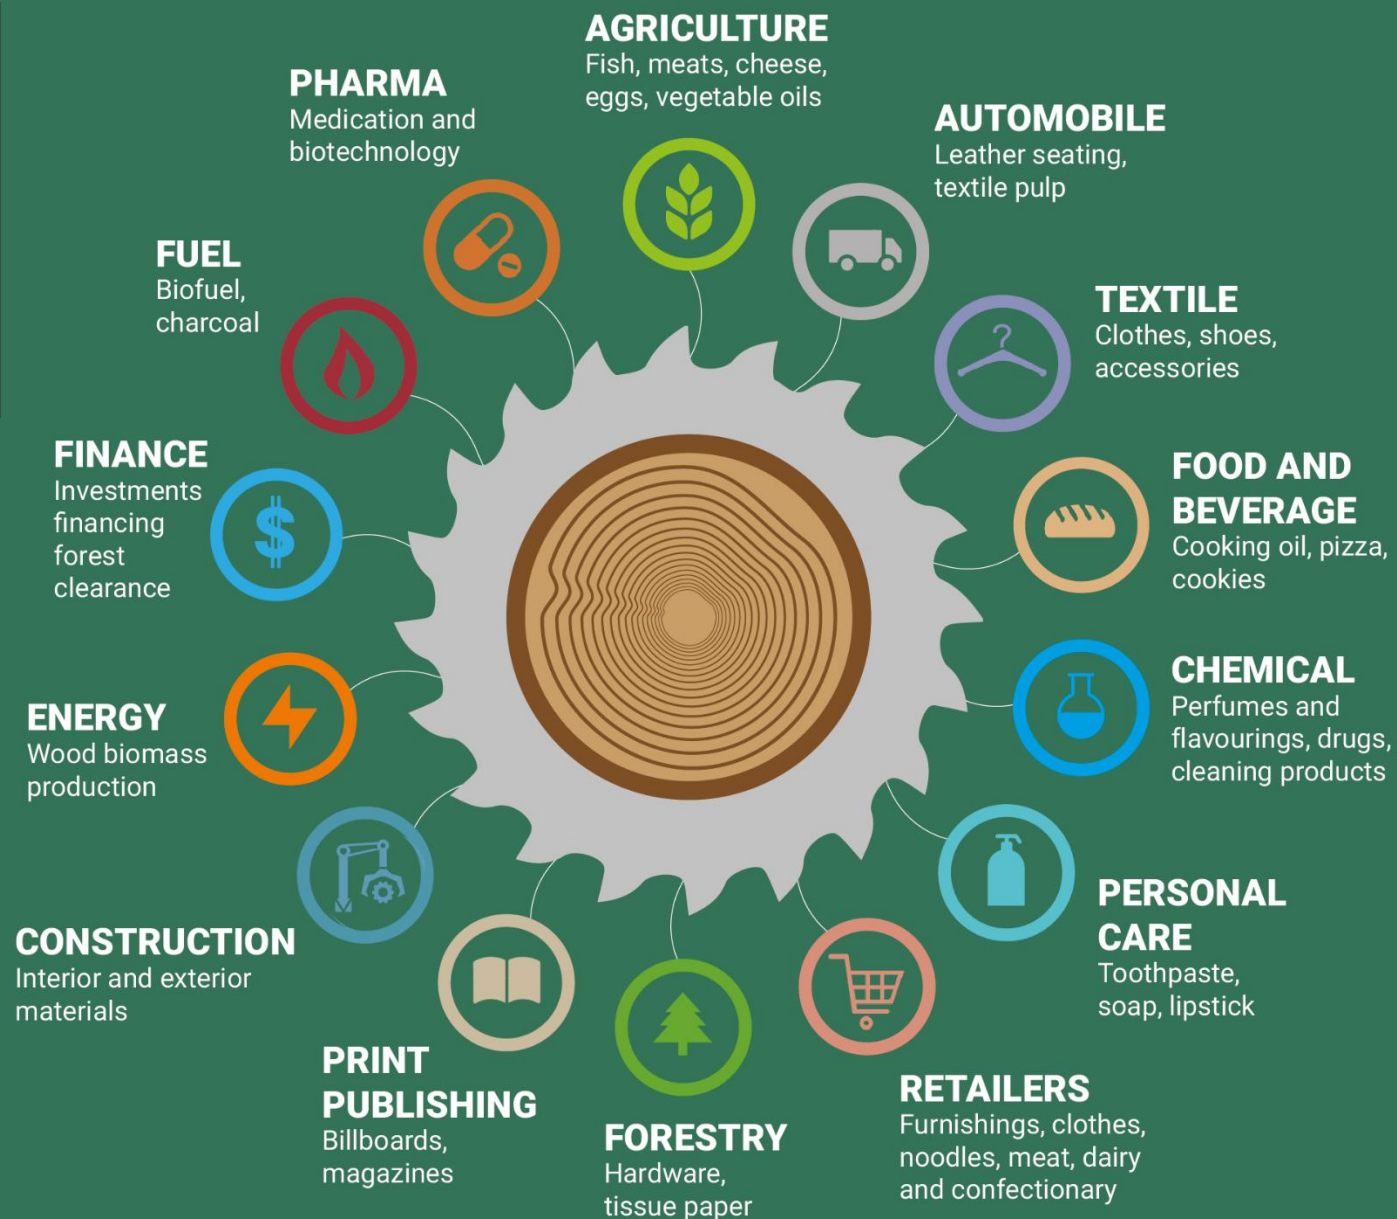 AGRICULTURE
Fish, meats, cheese,
eggs, vegetable oils
AUTOMOBILE
Leather seating,
textile pulp
TEXTILE
Clothes, shoes,
accessories
FOOD AND
BEVERAGE
Cooking oil, pizza,
cookies
CHEMICAL
Perfumes and
flavourings, drugs,
cleaning products
PERSONAL
CARE
Toothpaste,
soap, lipstick
RETAILERS
Furnishings, clothes,
noodles, meat, dairy
and confectionary
FORESTRY
Hardware,
tissue paper
PRINT
PUBLISHING
Billboards,
magazines
CONSTRUCTION
Interior and exterior
materials
ENERGY
Wood biomass
production
FINANCE
Investments
financing
forest
clearance
$
FUEL
Biofuel,
charcoal
PHARMA
Medication and
biotechnology